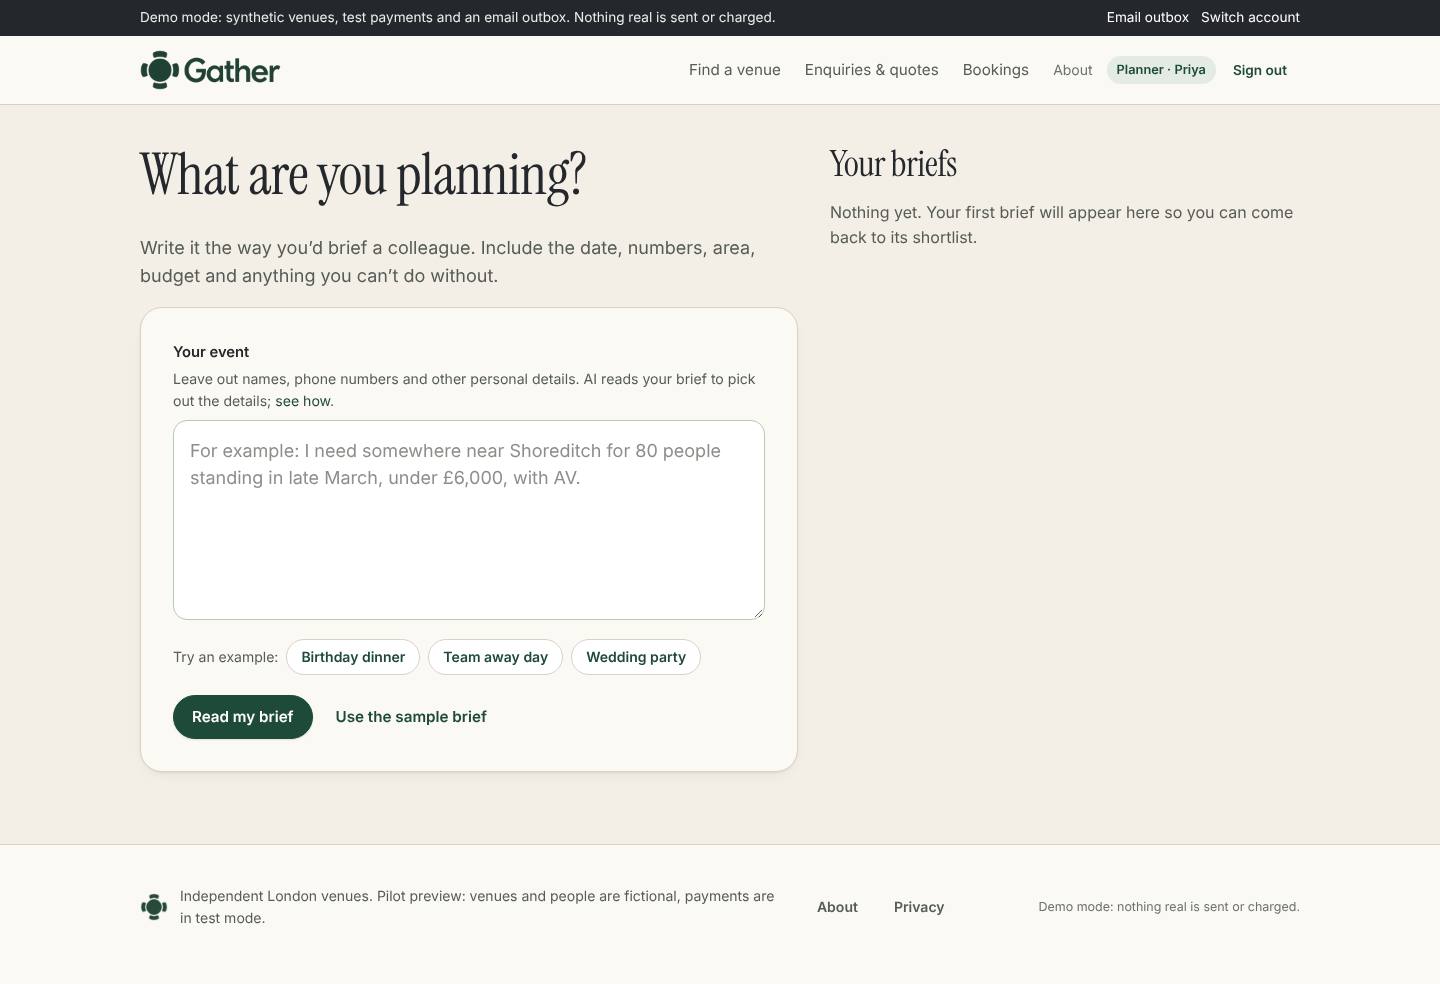 Demo mode: synthetic venues, test payments and an email outbox. Nothing real is sent or charged.
Email outbox Switch account
Gather
Find a venue Enquiries & quotes Bookings About Planner · Priya Sign out
What are you planning?
Write it the way you’d brief a colleague. Include the date, numbers, area,
budget and anything you can’t do without.
Your event
Leave out names, phone numbers and other personal details. AI reads your brief to pick
out the details; see how.
For example: I need somewhere near Shoreditch for 80 people
standing in late March, under £6,000, with AV.
Try an example: Birthday dinner Team away day Wedding party
Read my brief Use the sample brief
Your briefs
Nothing yet. Your first brief will appear here so you can come
back to its shortlist.
Independent London venues. Pilot preview: venues and people are fictional, payments are
in test mode.
About Privacy
Demo mode: nothing real is sent or charged.